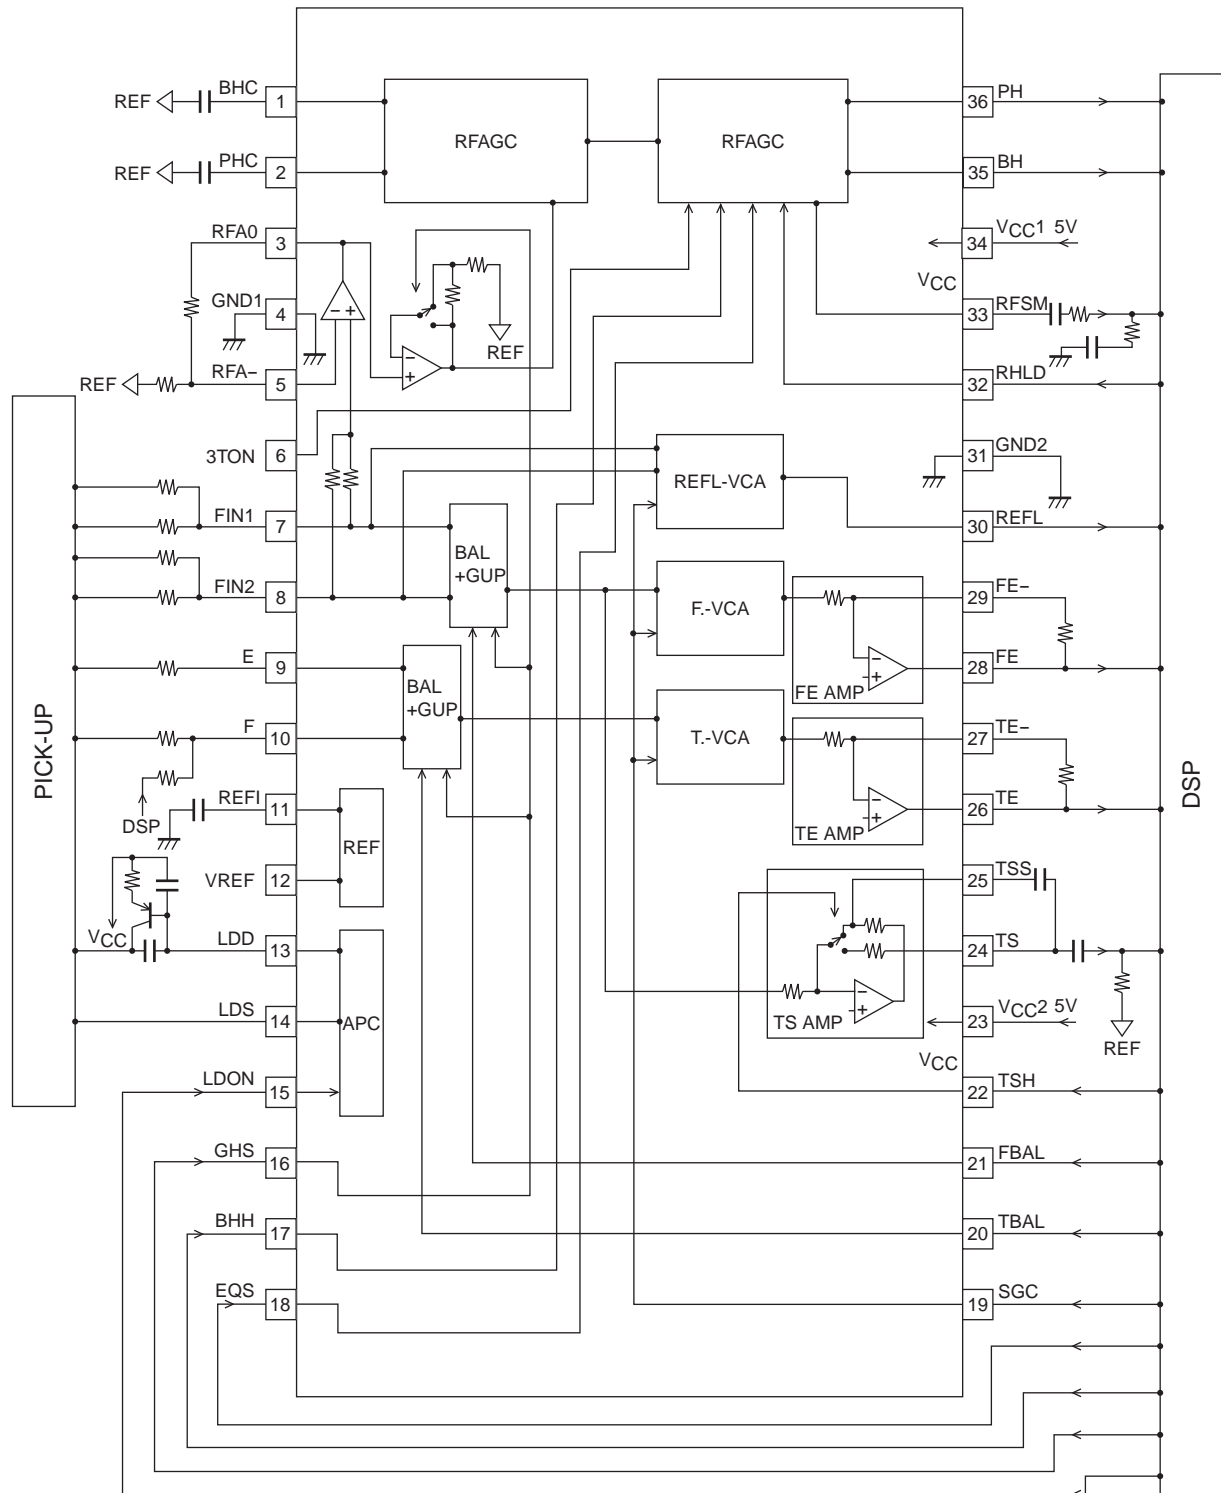 BHC
REF
1
RFAGC
RFAGC
36
PH
PHC
REF
2
35
BH
RFA0
3
34
VCC1 5V
VCC
GND1
4
REF
33
RFSM
REF
RFA–
5
32
RHLD
3TON
6
REFL-VCA
31
GND2
FIN1
7
30
REFL
BAL
+GUP
FIN2
8
F.-VCA
29
FE–
E
9
28
FE
FE AMP
BAL
+GUP
F
10
T.-VCA
27
TE–
PICK-UP
DSP
DSP
REFI
11
REF
26
TE
TE AMP
VREF
12
25
TSS
VCC
LDD
13
24
TS
LDS
14
APC
TS AMP
23
VCC2 5V
VCC
REF
LDON
15
22
TSH
GHS
16
21
FBAL
BHH
17
20
TBAL
EQS
18
19
SGC